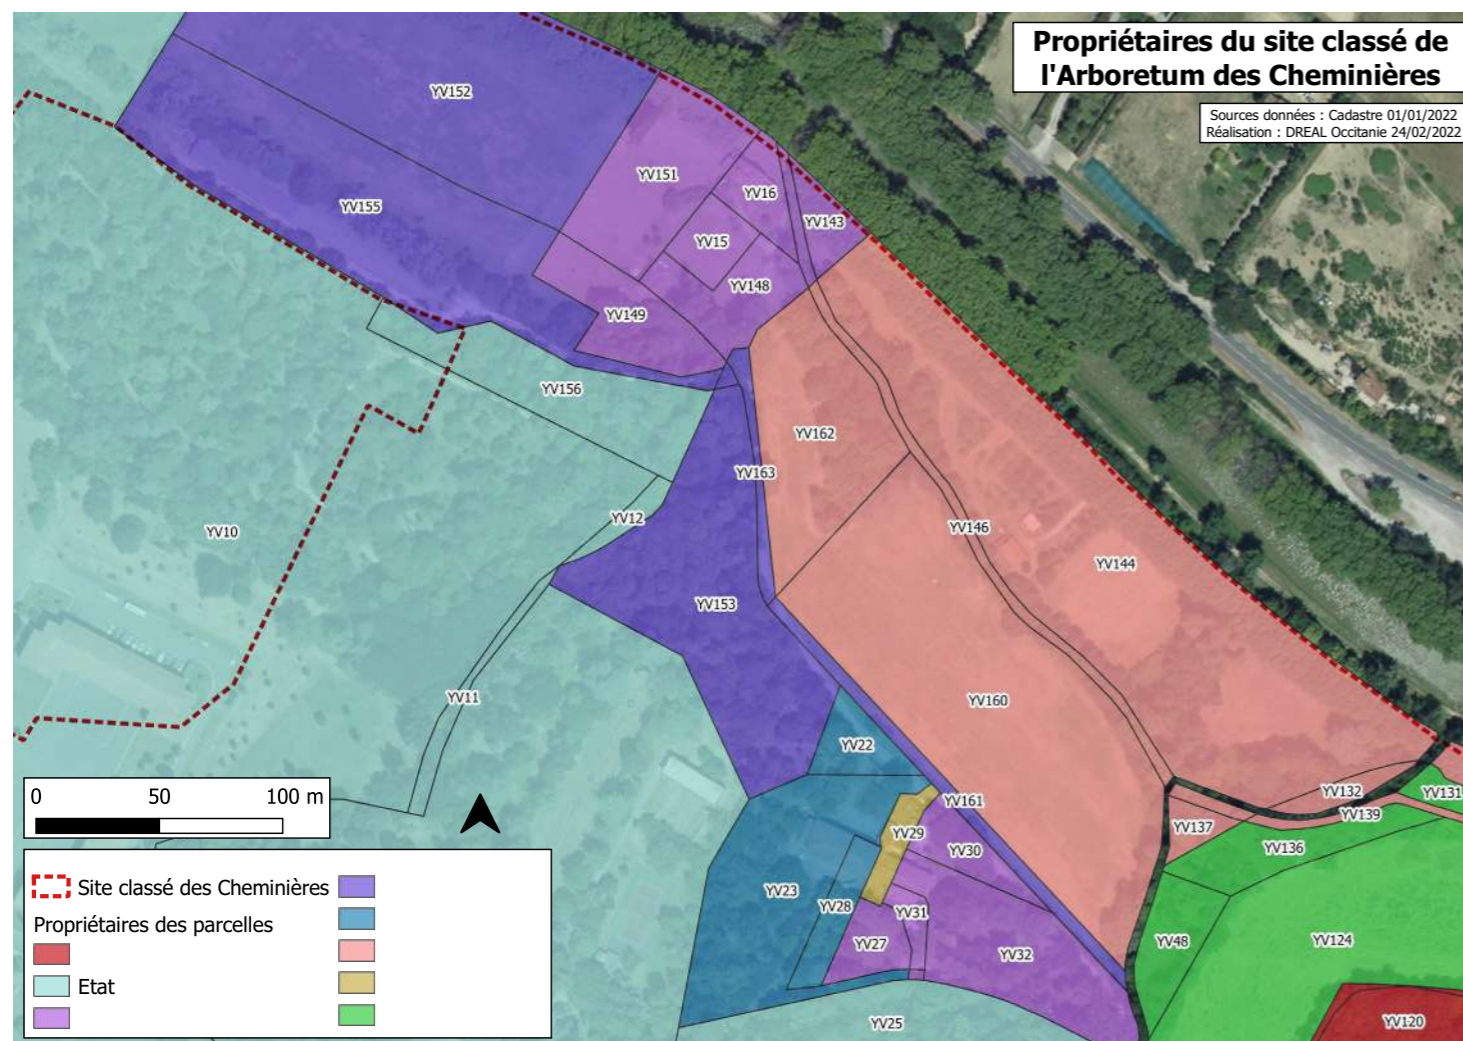 Propriétaires du site classé de
l'Arboretum des Cheminières
Sources données : Cadastre 01/01/2022
Réalisation : DREAL Occitanie 24/02/2022
YV152
YV151
YV16
YV155
YV143
YV15
YV148
YV149
YV156
YV162
YV163
YV12
YV146
YV10
YV144
YV153
YV11
YV160
YV22
YV132
YV131
YV161
YV139
YV137
YV29
YV30
YV136
YV23
YV28
YV31
YV27
YV48
YV124
YV32
YV25
YV120
0 50 100 m
Site classé des Cheminières
Propriétaires des parcelles
Etat